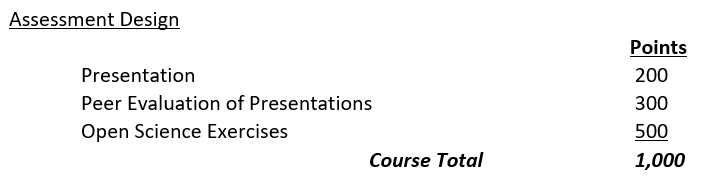 Assessment Design
Points
Presentation 200
Peer Evaluation of Presentations 300
Open Science Exercises 500
Course Total 1,000